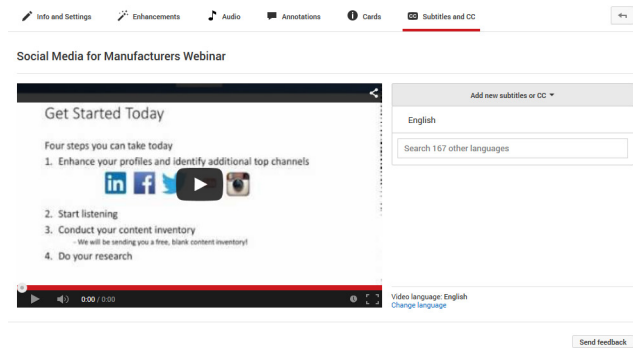 Info and Settings
Enhancements
Audio
Annotations
Cards
CC Subtitles and CC
Social Media for Manufacturers Webinar
Get Started Today
Four steps you can take today
1. Enhance your profiles and identify additional top channels
in f
2. Start listening
3. Conduct your content inventory
- We will be sending you a free, blank content inventory!
4. Do your research
0:00 / 0:00
Add new subtitles or CC
English
Search 167 other languages
Video language: English
Change language
Send feedback